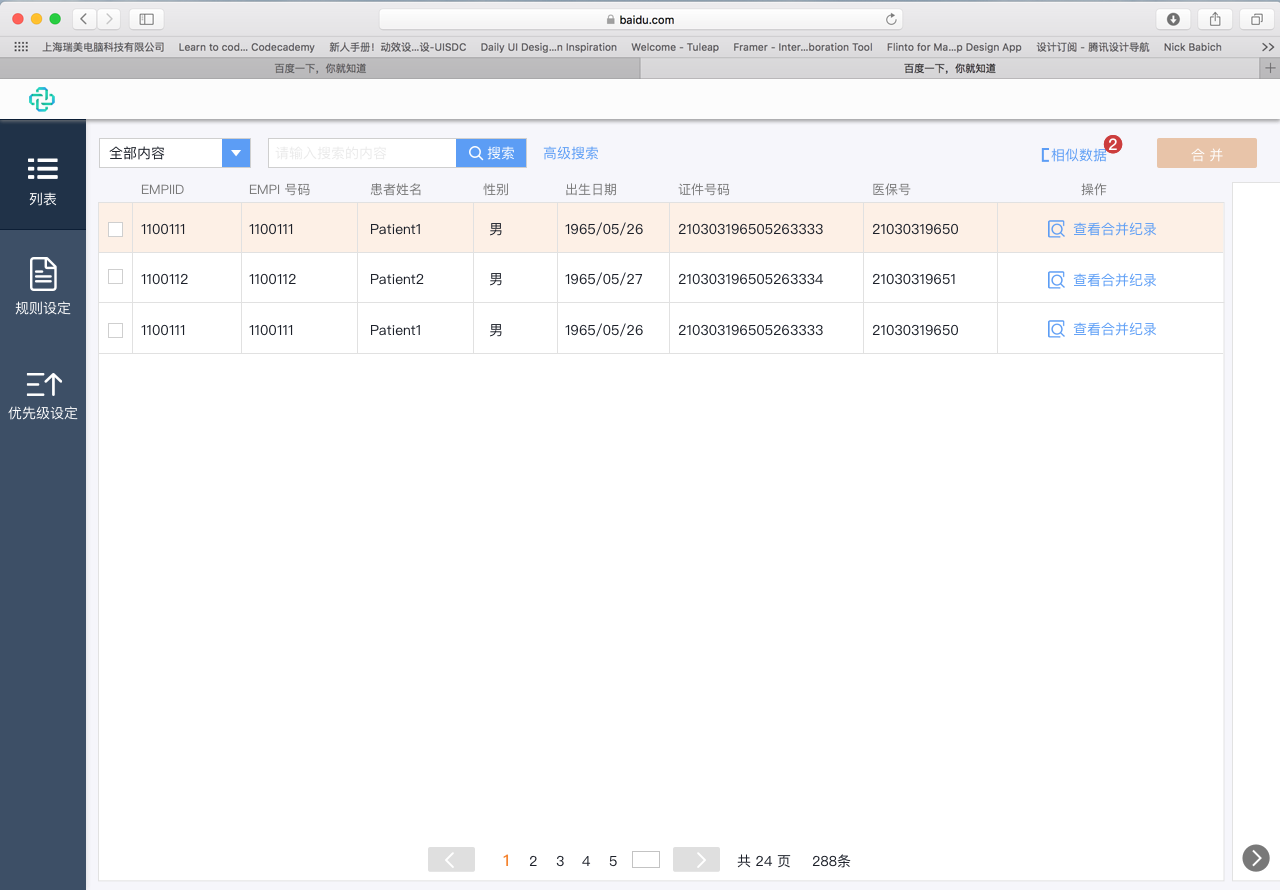 baidu.com
上海瑞美电脑科技有限公司 Learn to cod... Codecademy 新人手册！动效设...设-UISDC Daily UI Desig...n Inspiration Welcome - Tuleap Framer - Inter...boration Tool Flinto for Ma...p Design App 设计订阅 - 腾讯设计导航 Nick Babich
百度一下，你就知道 百度一下，你就知道
全部内容 请输入搜索的内容 搜索 高级搜索 相似数据 2 合 并
列表
规则设定
优先级设定
EMPIID EMPI 号码 患者姓名 性别 出生日期 证件号码 医保号 操作
1100111 1100111 Patient1 男 1965/05/26 210303196505263333 21030319650 查看合并纪录
1100112 1100112 Patient2 男 1965/05/27 210303196505263334 21030319651 查看合并纪录
1100111 1100111 Patient1 男 1965/05/26 210303196505263333 21030319650 查看合并纪录
1 2 3 4 5 共 24 页 288条